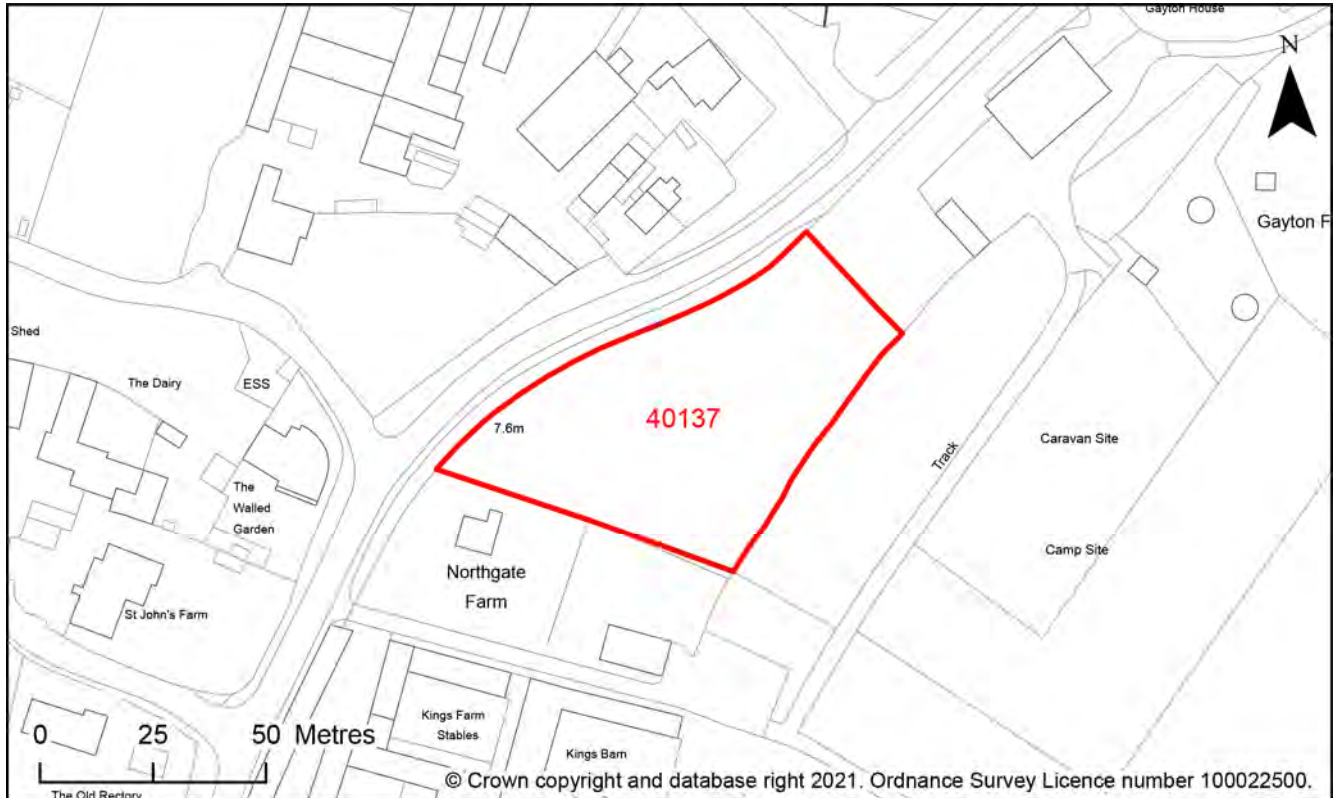 Gayton House
N
Gayton F
Shed
The Dairy
ESS
7.6m
40137
Caravan Site
Track
The
Walled
Garden
Camp Site
Northgate
Farm
St John's Farm
Kings Farm
Stables
Kings Barn
0 25 50 Metres
© Crown copyright and database right 2021. Ordnance Survey Licence number 100022500.
The Old Rectory